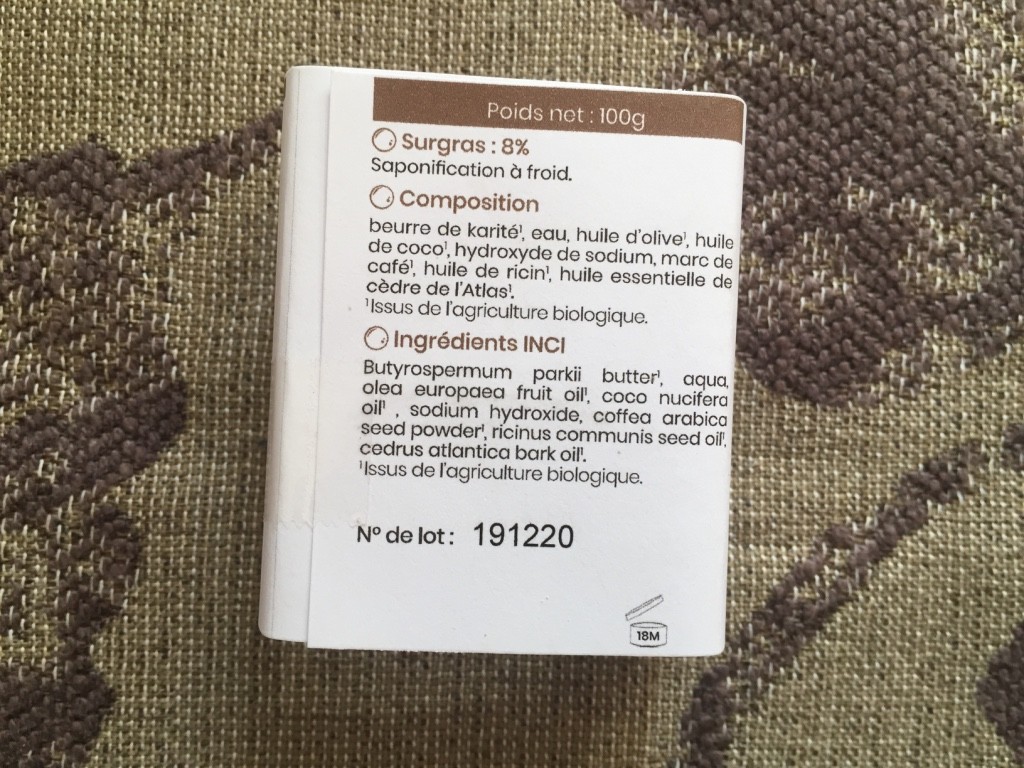 Poids net : 100g
Surgras : 8%
Saponification à froid.
Composition
beurre de karité¹, eau, huile d'olive¹, huile
de coco¹, hydroxyde de sodium, marc de
café¹, huile de ricin¹, huile essentielle de
cèdre de l'Atlas¹.
¹Issus de l'agriculture biologique.
Ingrédients INCI
Butyrospermum parkii butter¹, aqua,
olea europaea fruit oil¹, coco nucifera
oil¹ , sodium hydroxide, coffea arabica
seed powder¹, ricinus communis seed oil¹,
cedrus atlantica bark oil¹.
¹Issus de l'agriculture biologique.
N° de lot : 191220
18M